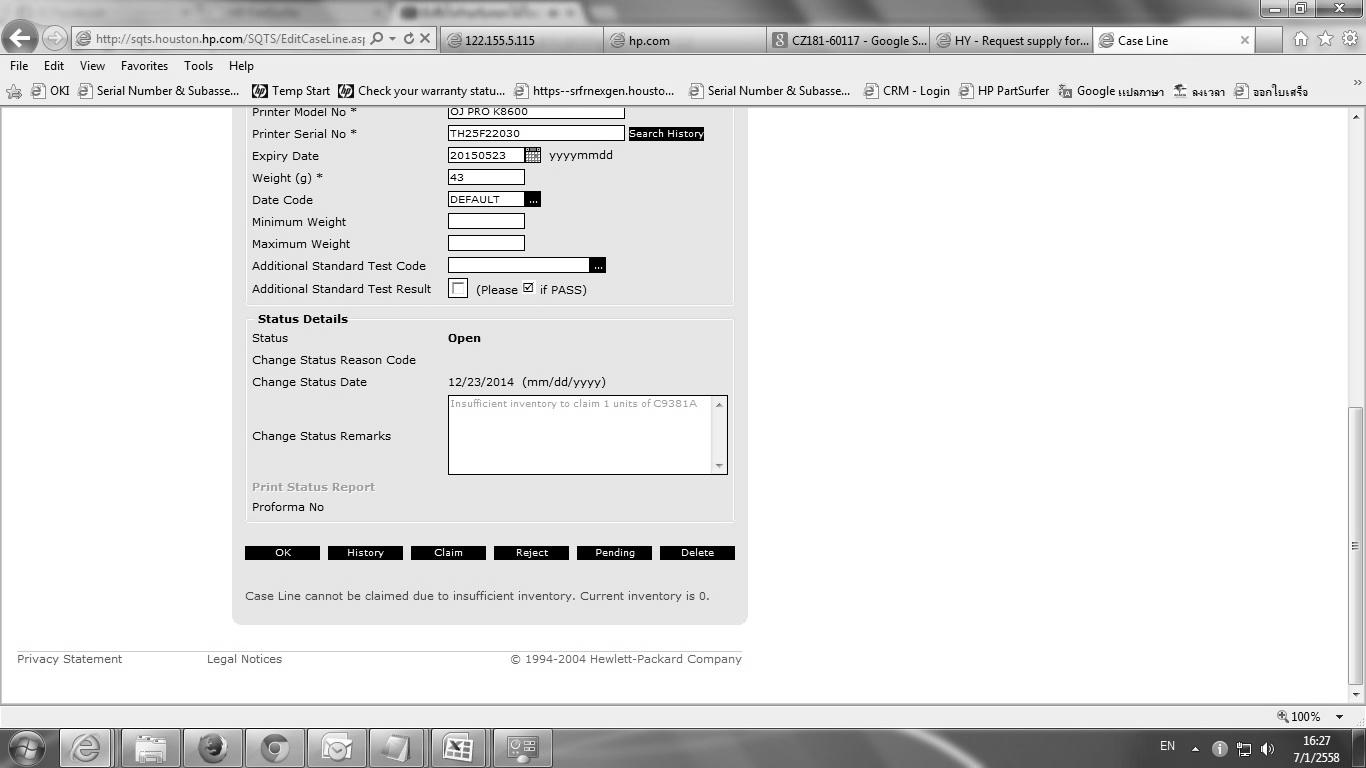 http://sqts.houston.hp.com/SQTS/EditCaseLine.asp
122.155.5.115
hp.com
CZ181-60117 - Google S...
HY - Request supply for...
Case Line
File Edit View Favorites Tools Help
OKI Serial Number & Subasse... Temp Start Check your warranty statu... https--srfrnexgen.housto... Serial Number & Subasse... CRM - Login HP PartSurfer Google แปลภาษา ลงเวลา ออกใบเสร็จ
Printer Model No * OJ PRO K8600
Printer Serial No * TH25F22030 Search History
Expiry Date 20150523 yyyymmdd
Weight (g) * 43
Date Code DEFAULT ...
Minimum Weight
Maximum Weight
Additional Standard Test Code ...
Additional Standard Test Result (Please if PASS)
Status Details
Status Open
Change Status Reason Code
Change Status Date 12/23/2014 (mm/dd/yyyy)
Insufficient inventory to claim 1 units of C9381A
Change Status Remarks
Print Status Report
Proforma No
OK History Claim Reject Pending Delete
Case Line cannot be claimed due to insufficient inventory. Current inventory is 0.
Privacy Statement Legal Notices © 1994-2004 Hewlett-Packard Company
100%
EN 16:27
7/1/2558